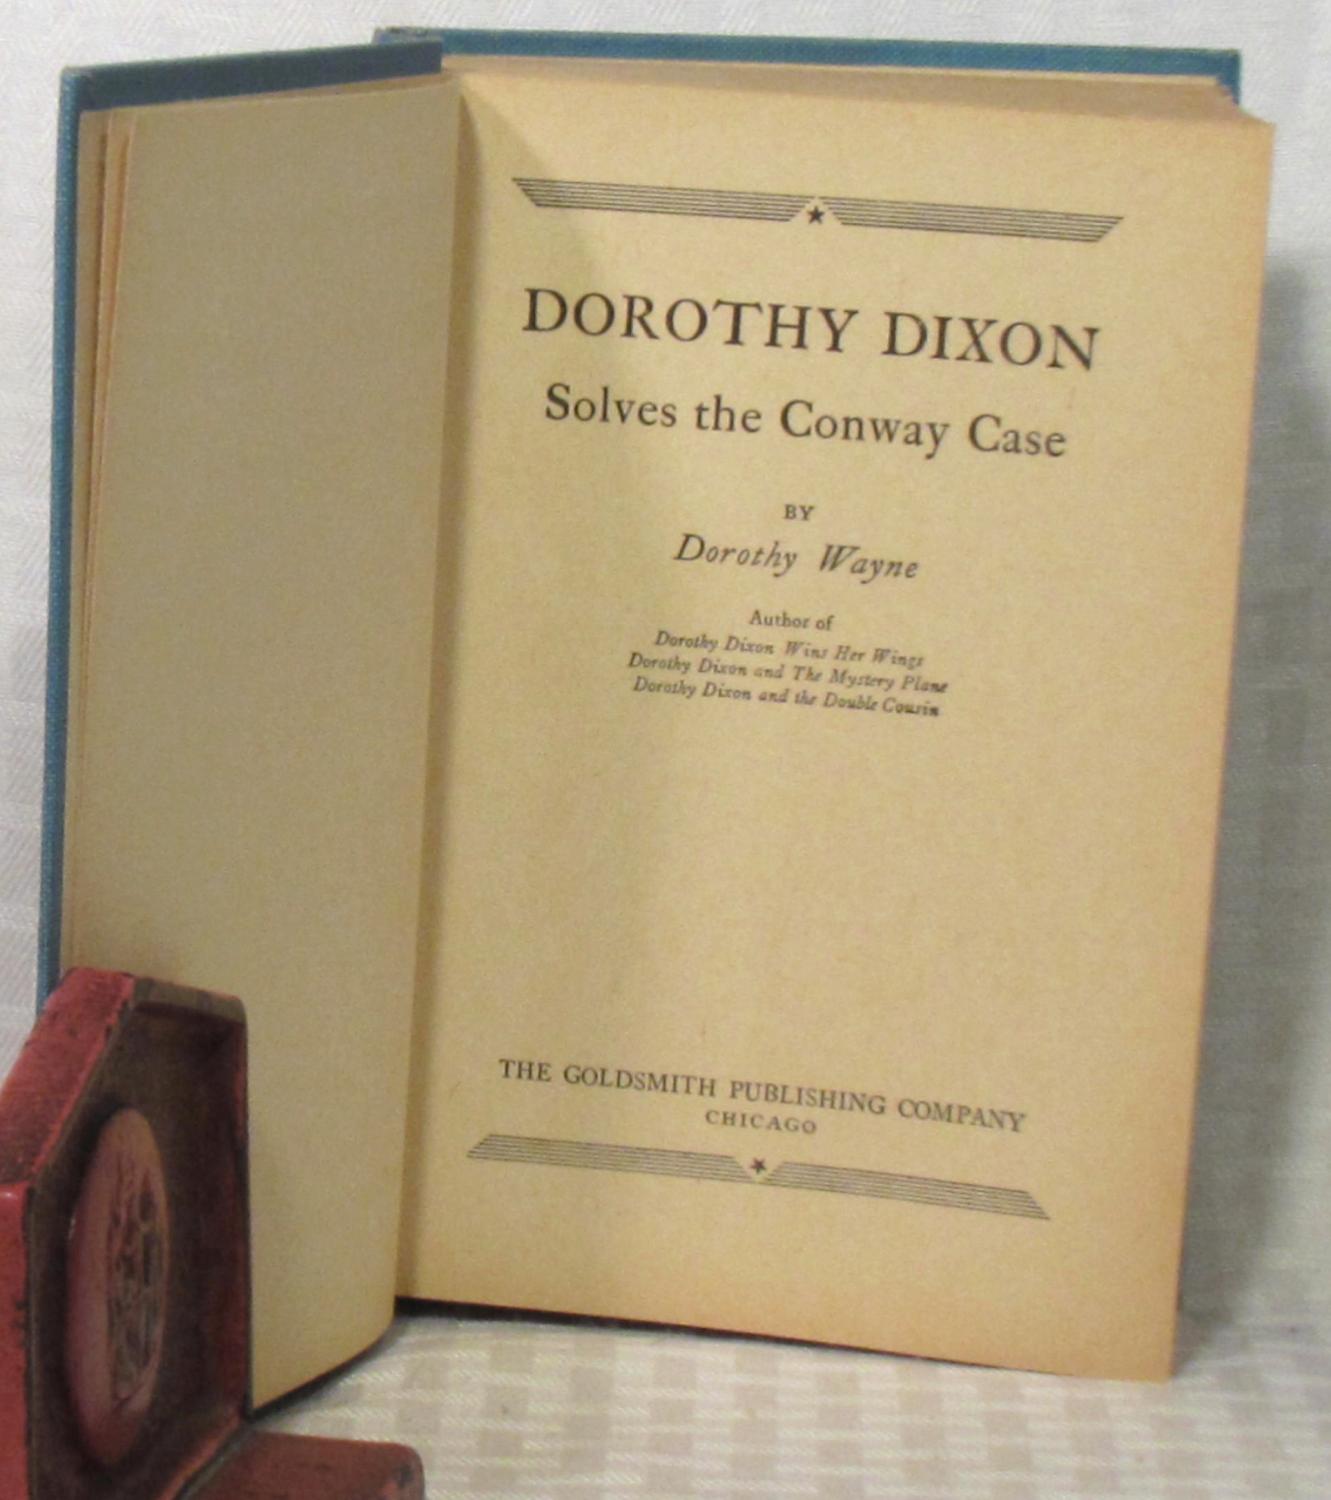 DOROTHY DIXON
Solves the Conway Case
BY
Dorothy Wayne
Author of
Dorothy Dixon Wins Her Wings
Dorothy Dixon and The Mystery Plane
Dorothy Dixon and the Double Cousin
THE GOLDSMITH PUBLISHING COMPANY
CHICAGO